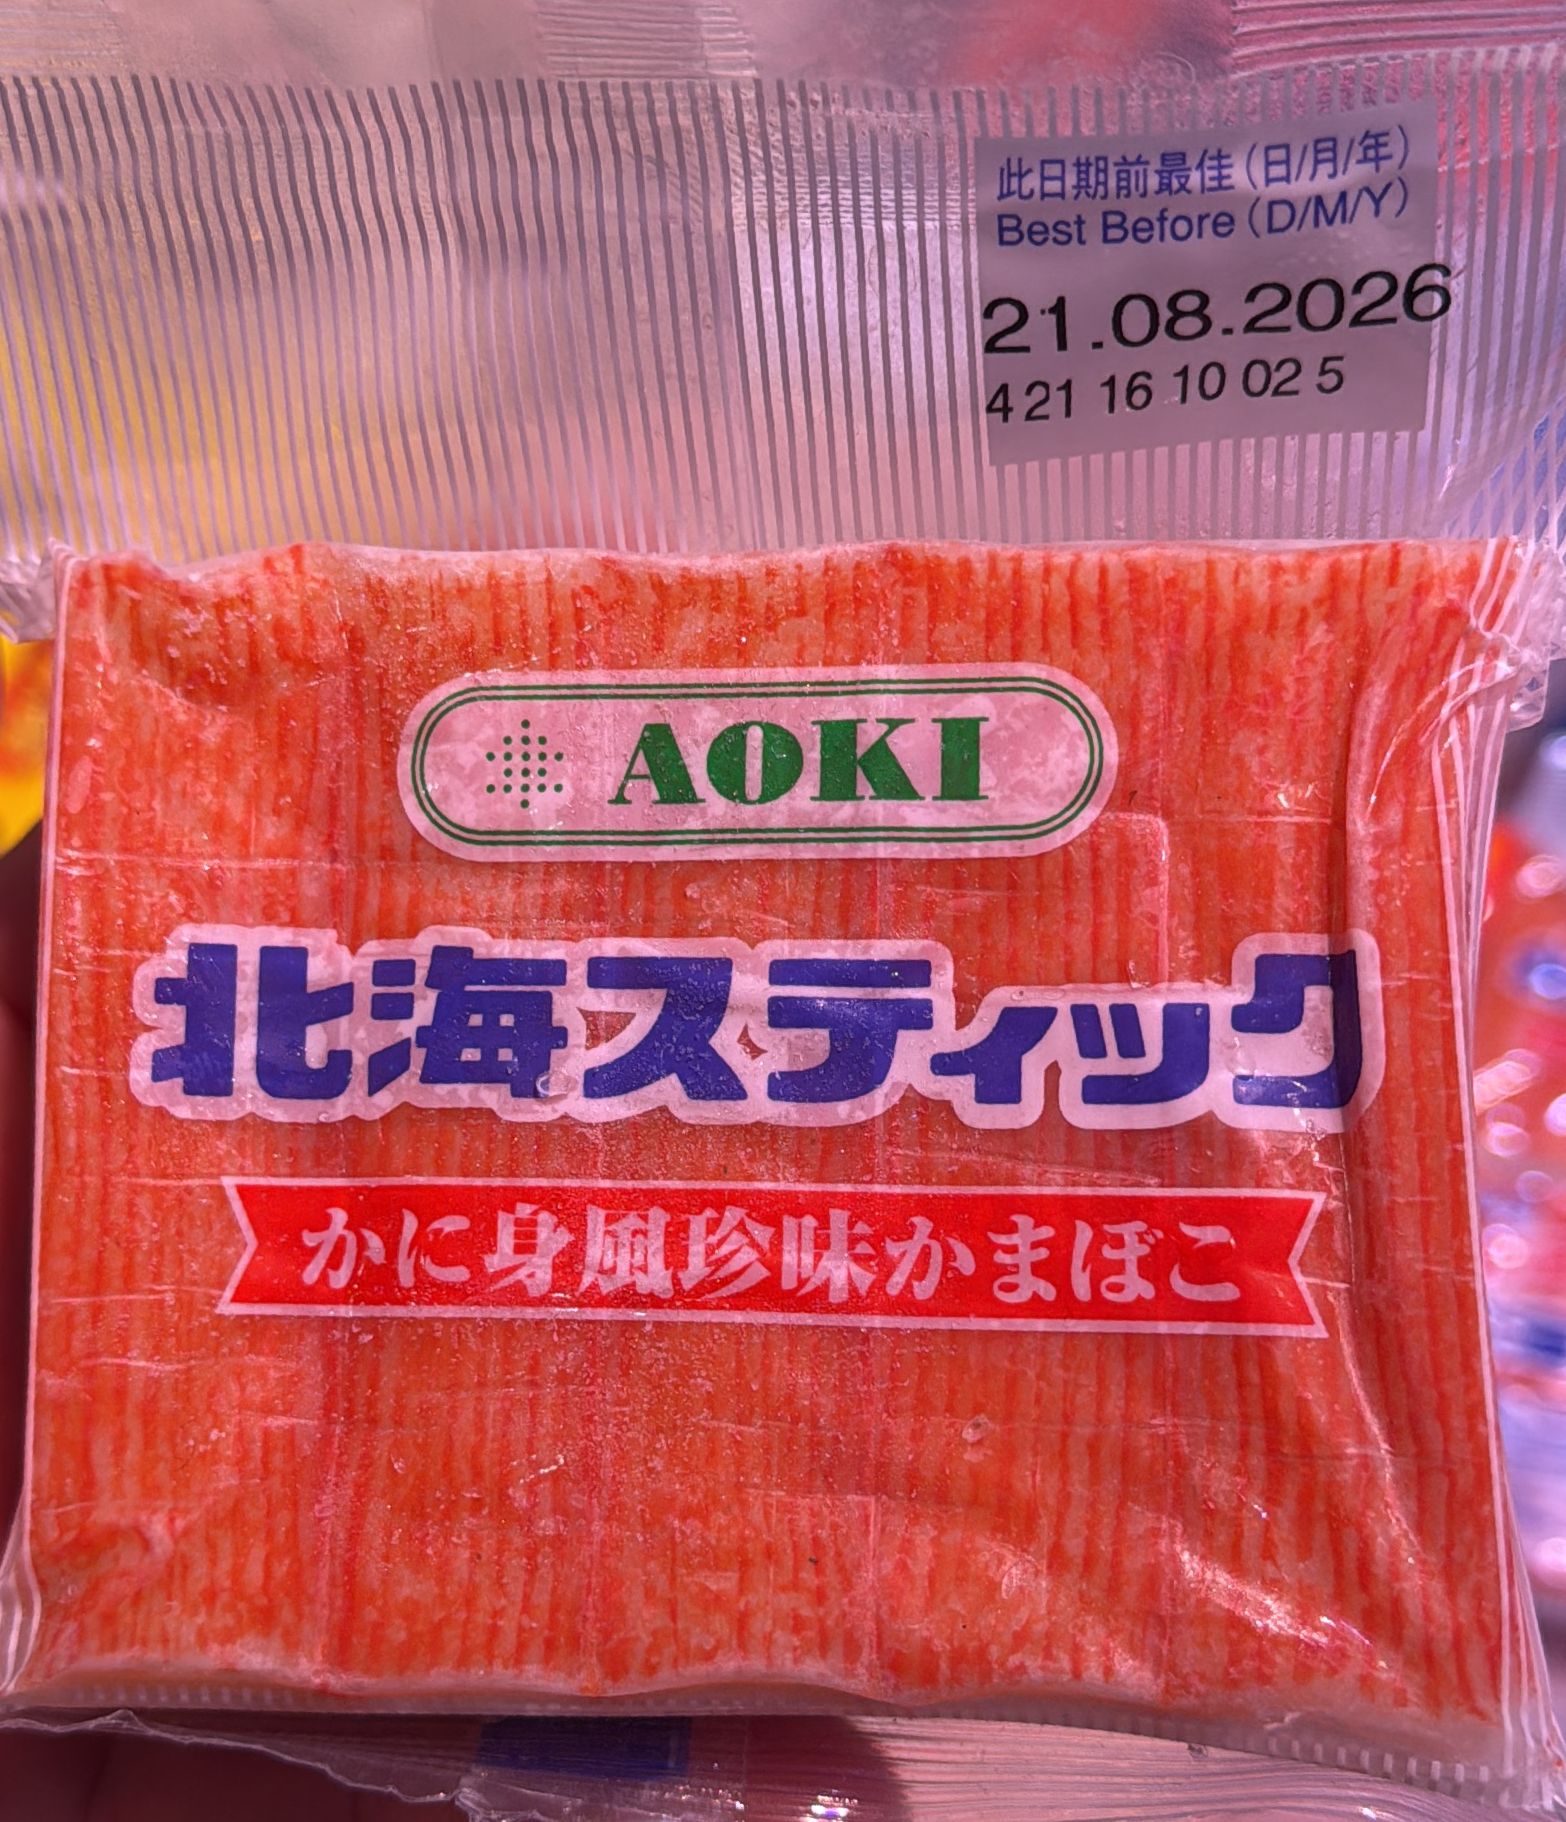 此日期前最佳(日/月/年)
Best Before(D/M/Y)
21.08.2026
4 21 16 10 02 5
AOKI
北海スティック
かに身風珍味かまぼこ